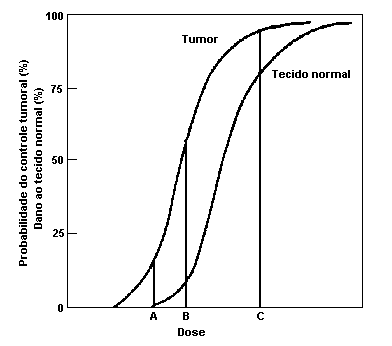 Probabilidade do controle tumoral (%)
Dano ao tecido normal (%)
100
75
50
25
0
Tumor
Tecido normal
A
B
C
Dose